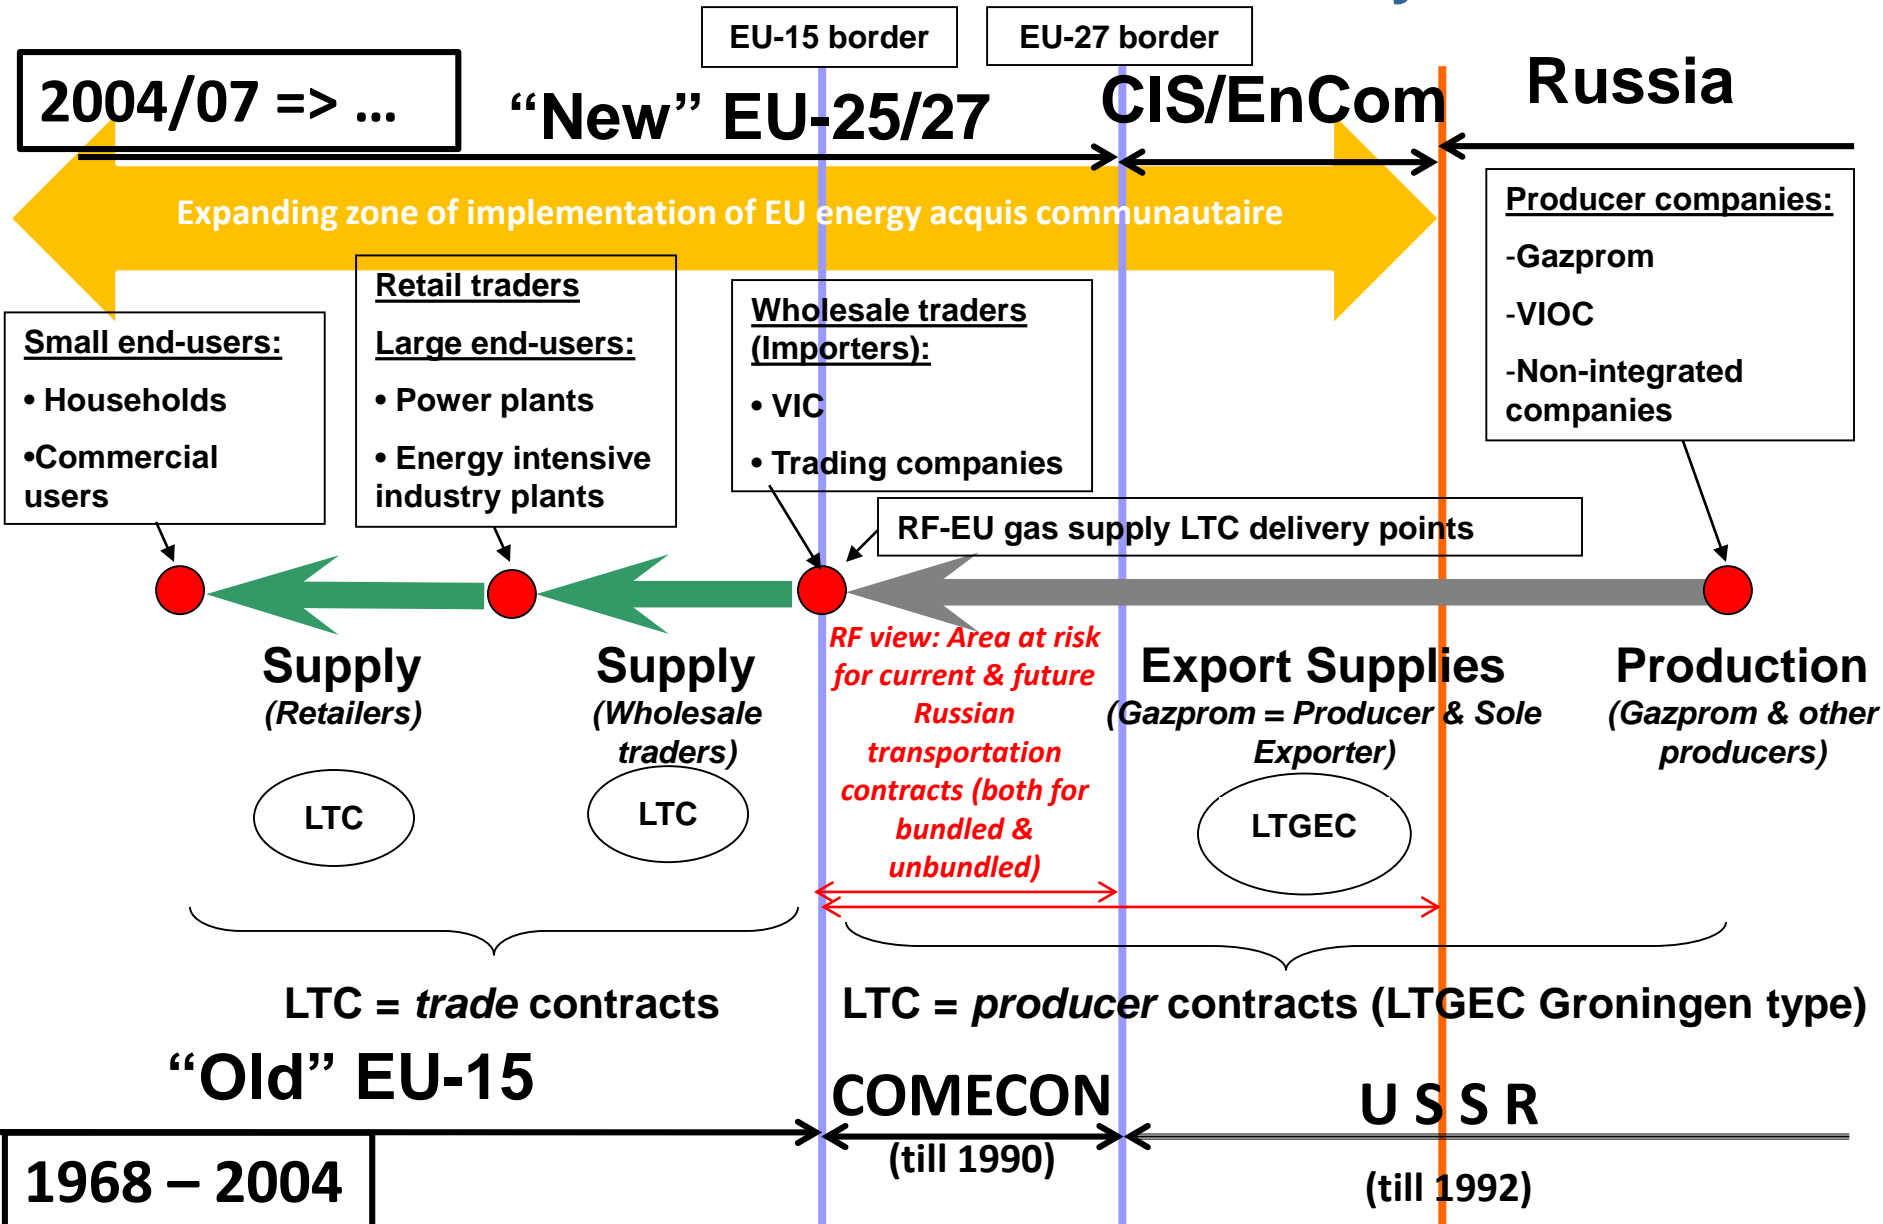 EU-15 border
EU-27 border
2004/07 => ...
“New” EU-25/27
CIS/EnCom
Russia
Expanding zone of implementation of EU energy acquis communautaire
Producer companies:
-Gazprom
-VIOC
-Non-integrated
companies
Retail traders
Large end-users:
• Power plants
• Energy intensive
industry plants
Wholesale traders
(Importers):
• VIC
• Trading companies
Small end-users:
• Households
•Commercial
users
RF-EU gas supply LTC delivery points
Supply
(Retailers)
Supply
(Wholesale
traders)
RF view: Area at risk
for current & future
Russian
transportation
contracts (both for
bundled &
unbundled)
Export Supplies
(Gazprom = Producer & Sole
Exporter)
Production
(Gazprom & other
producers)
LTC
LTC
LTGEC
LTC = trade contracts
LTC = producer contracts (LTGEC Groningen type)
“Old” EU-15
COMECON
(till 1990)
U S S R
(till 1992)
1968 – 2004